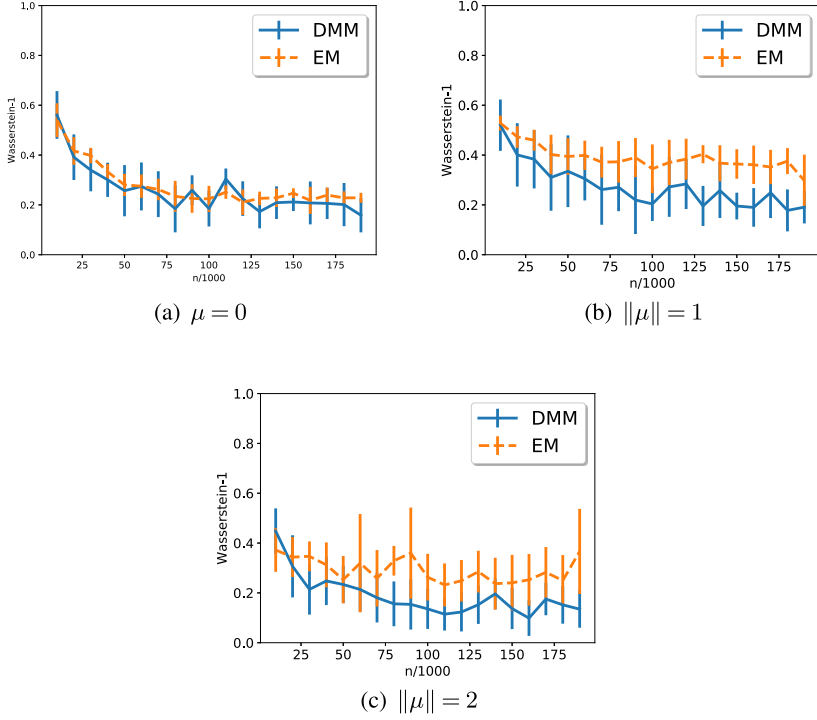 1.0
0.8
0.6
0.4
0.2
0.0
Wasserstein-1
DMM
EM
25 50 75 100 125 150 175
n/1000
(a) μ = 0
1.0
0.8
0.6
0.4
0.2
0.0
Wasserstein-1
DMM
EM
25 50 75 100 125 150 175
n/1000
(b) ‖μ‖ = 1
1.0
0.8
0.6
0.4
0.2
0.0
Wasserstein-1
DMM
EM
25 50 75 100 125 150 175
n/1000
(c) ‖μ‖ = 2